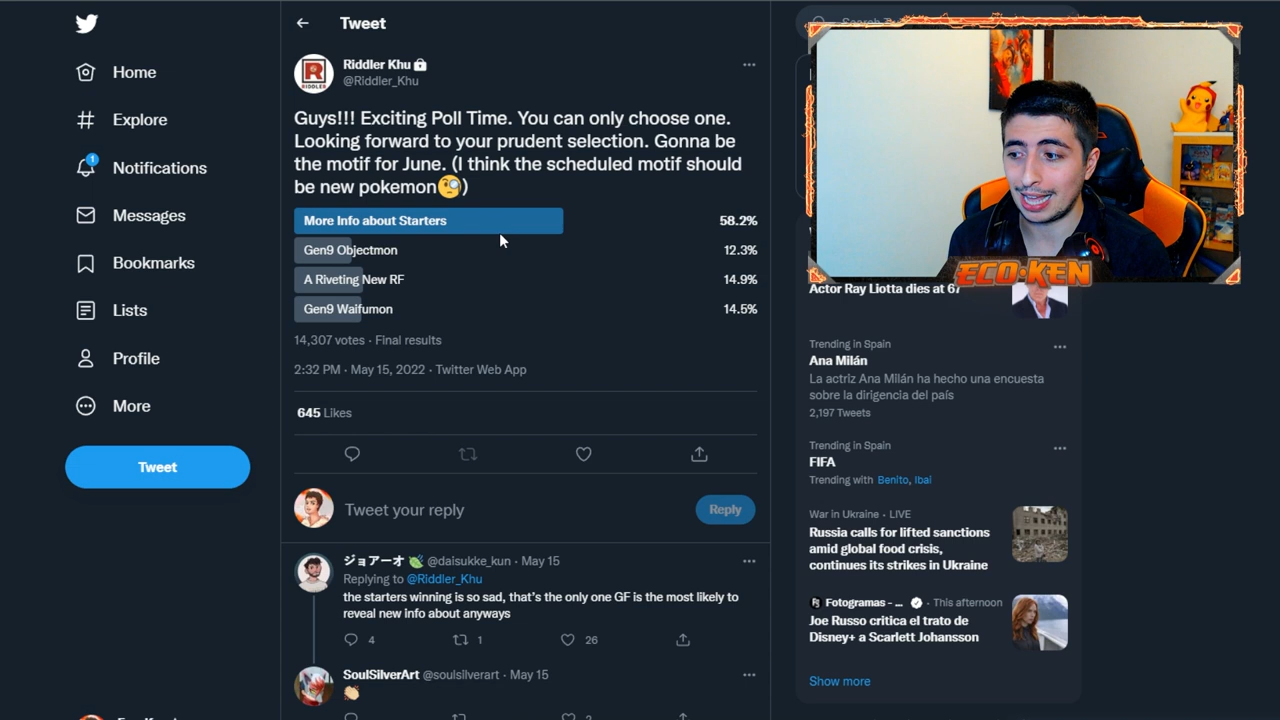 Home
Explore
1
Notifications
Messages
Bookmarks
Lists
Profile
More
Tweet
Tweet
RIDDLER
Riddler Khu
@Riddler_Khu
Guys!!! Exciting Poll Time. You can only choose one.
Looking forward to your prudent selection. Gonna be
the motif for June. (I think the scheduled motif should
be new pokemon🧐)
More Info about Starters 58.2%
Gen9 Objectmon 12.3%
A Riveting New RF 14.9%
Gen9 Waifumon 14.5%
14,307 votes · Final results
2:32 PM · May 15, 2022 · Twitter Web App
645 Likes
Tweet your reply
Reply
ジョアーオ @daisukke_kun · May 15
Replying to @Riddler_Khu
the starters winning is so sad, that's the only one GF is the most likely to
reveal new info about anyways
4 1 26
SoulSilverArt @soulsilverart · May 15
👏🏻
2
Search
ECO·KEN
Actor Ray Liotta dies at 67
Trending in Spain
Ana Milán
La actriz Ana Milán ha hecho una encuesta
sobre la dirigencia del país
2,197 Tweets
Trending in Spain
FIFA
Trending with Benito, Ibai
War in Ukraine · LIVE
Russia calls for lifted sanctions
amid global food crisis,
continues its strikes in Ukraine
Fotogramas - ... · This afternoon
Joe Russo critica el trato de
Disney+ a Scarlett Johansson
Show more